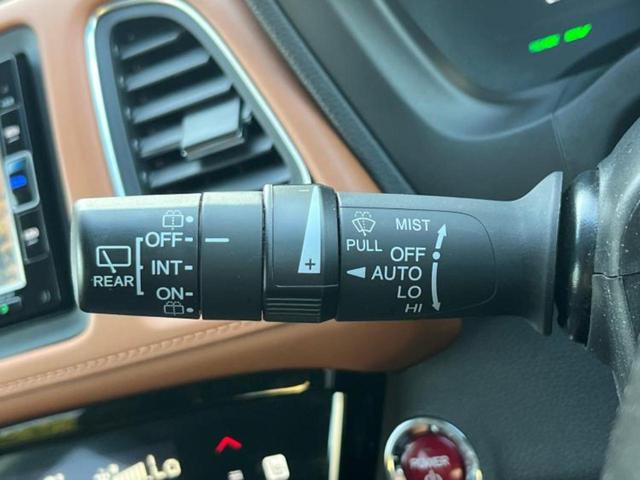 OFF
INT
ON
REAR
+
PULL
MIST
OFF
AUTO
LO
HI
POWER